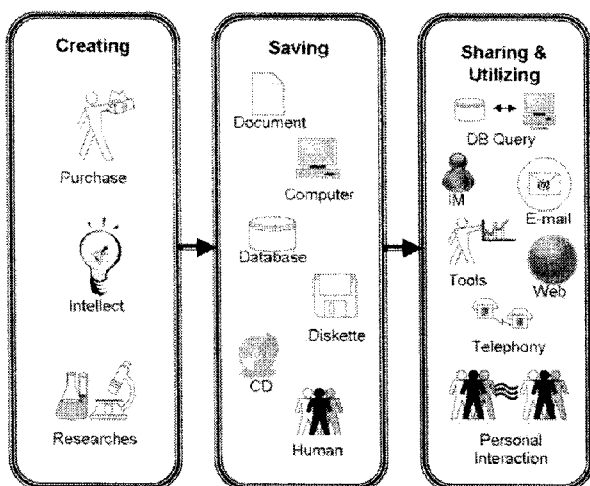 Creating
Purchase
Intellect
Researches
Saving
Document
Computer
Database
Diskette
CD
Human
Sharing &
Utilizing
DB Query
IM
E-mail
Tools
Web
Telephony
Personal
Interaction